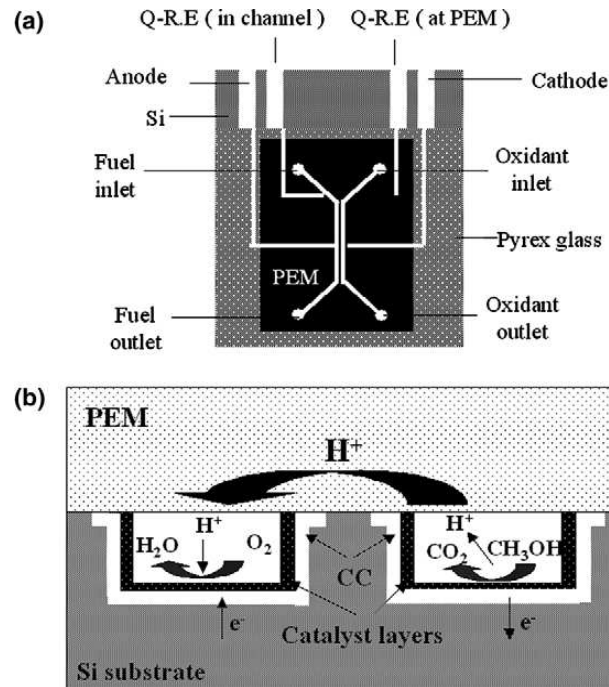 (a)
Q-R.E ( in channel ) Q-R.E ( at PEM )
Anode
Cathode
Si
Fuel
inlet
Oxidant
inlet
Pyrex glass
PEM
Fuel
outlet
Oxidant
outlet
(b)
PEM
H⁺
H⁺
H₂O
O₂
CC
H⁺
CO₂
CH₃OH
e⁻
Catalyst layers
e⁻
Si substrate